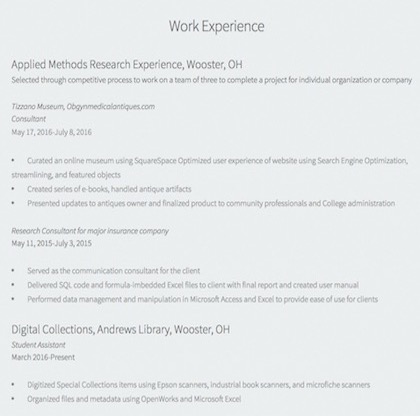 Work Experience
Applied Methods Research Experience, Wooster, OH
Selected through competitive process to work on a team of three to complete a project for individual organization or company
Tizzano Museum, Obgynmedicalantiques.com
Consultant
May 17, 2016-July 8, 2016
• Curated an online museum using SquareSpace Optimized user experience of website using Search Engine Optimization,
streamlining, and featured objects
• Created series of e-books, handled antique artifacts
• Presented updates to antiques owner and finalized product to community professionals and College administration
Research Consultant for major insurance company
May 11, 2015-July 3, 2015
• Served as the communication consultant for the client
• Delivered SQL code and formula-imbedded Excel files to client with final report and created user manual
• Performed data management and manipulation in Microsoft Access and Excel to provide ease of use for clients
Digital Collections, Andrews Library, Wooster, OH
Student Assistant
March 2016-Present
• Digitized Special Collections items using Epson scanners, industrial book scanners, and microfiche scanners
• Organized files and metadata using OpenWorks and Microsoft Excel